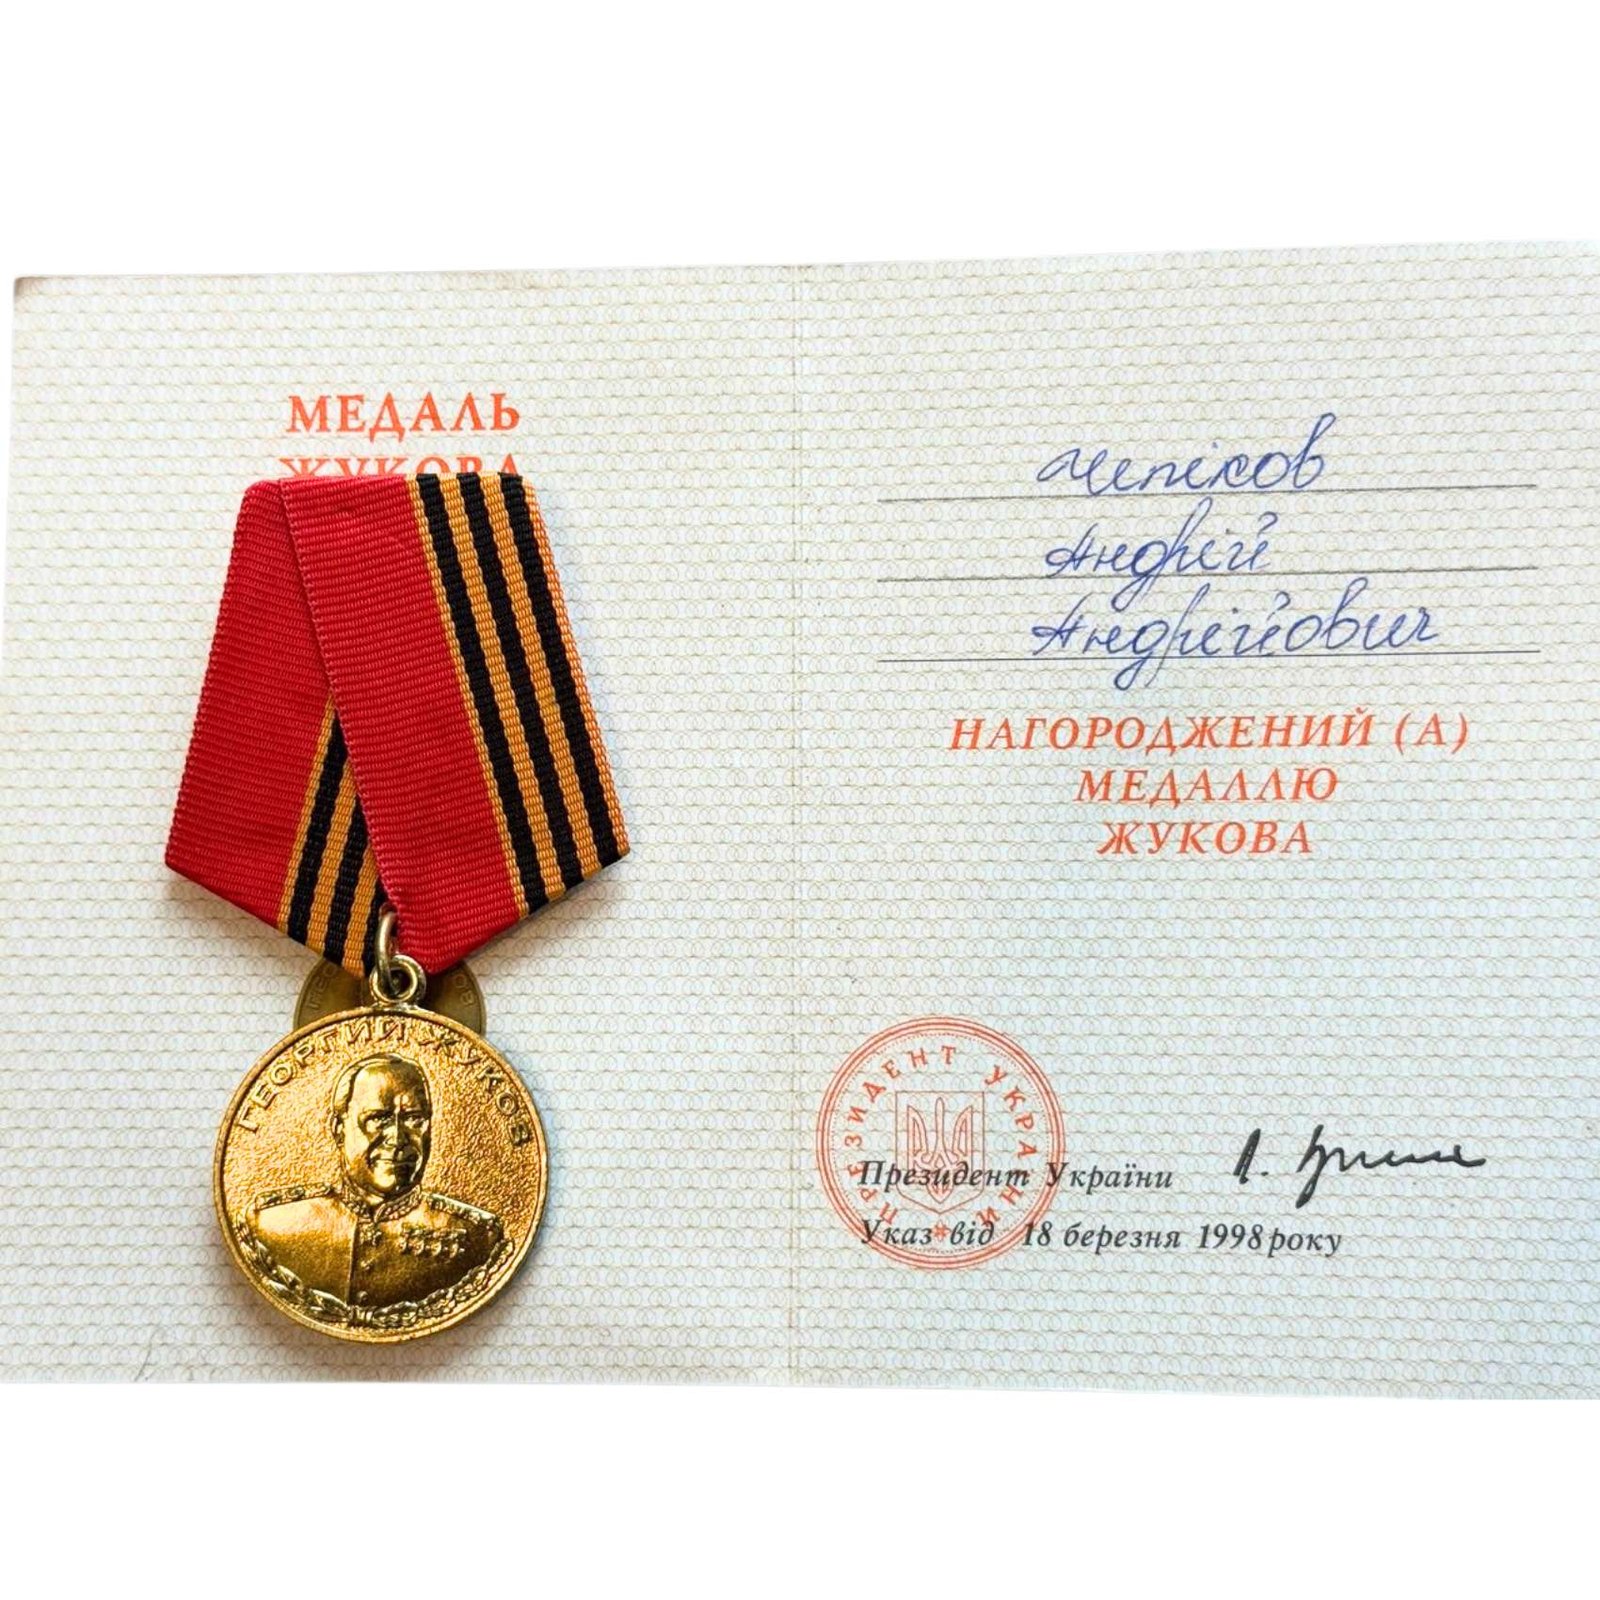 МЕДАЛЬ
ЖУКОВА
ГЕОРГИЙ ЖУКОВ
Чепіков
Андрій
Андрійович
НАГОРОДЖЕНИЙ (А)
МЕДАЛЛЮ
ЖУКОВА
ПРЕЗИДЕНТ УКРАЇНИ
Президент України
Указ від 18 березня 1998 року